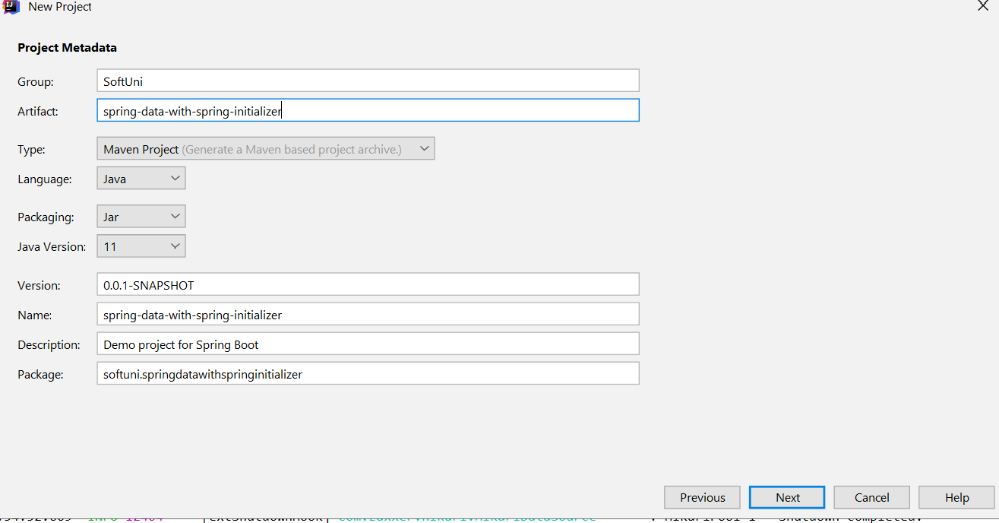 New Project
Project Metadata
Group: SoftUni
Artifact: spring-data-with-spring-initializer
Type: Maven Project (Generate a Maven based project archive.)
Language: Java
Packaging: Jar
Java Version: 11
Version: 0.0.1-SNAPSHOT
Name: spring-data-with-spring-initializer
Description: Demo project for Spring Boot
Package: softuni.springdatawithspringinitializer
Previous Next Cancel Help